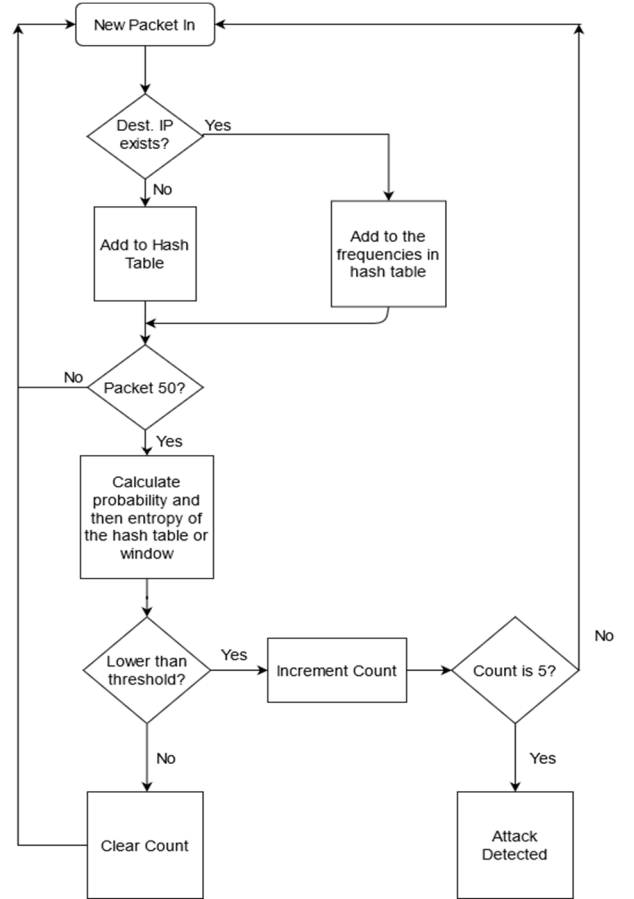 New Packet In
Dest. IP
exists?
Yes
No
Add to Hash
Table
Add to the
frequencies in
hash table
No
Packet 50?
Yes
Calculate
probability and
then entropy of
the hash table or
window
Lower than
threshold?
Yes
Increment Count
Count is 5?
No
No
Yes
Clear Count
Attack
Detected